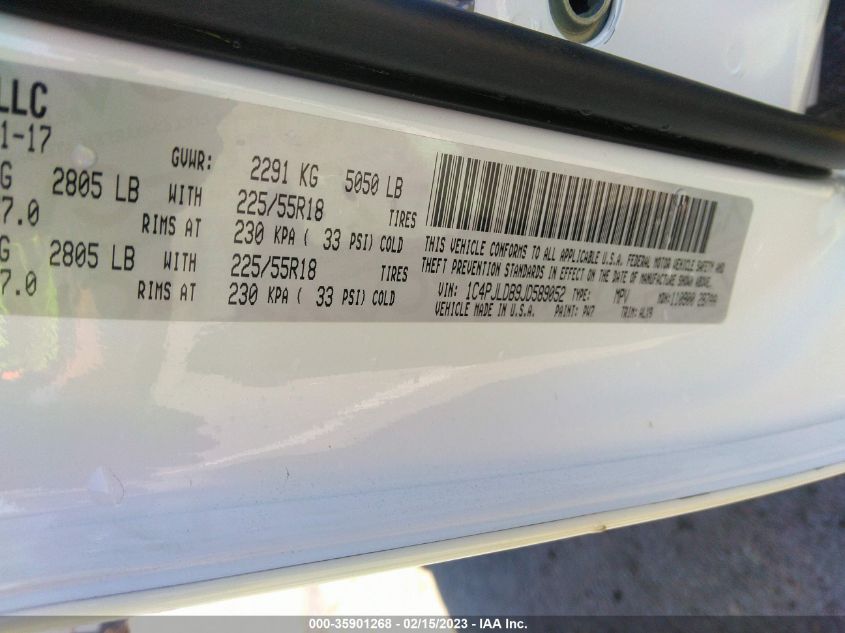 LLC
1-17
GVWR: 2291 KG 5050 LB
G 2805 LB WITH 225/55R18 TIRES
7.0 RIMS AT 230 KPA ( 33 PSI) COLD
G 2805 LB WITH 225/55R18 TIRES
7.0 RIMS AT 230 KPA ( 33 PSI) COLD
THIS VEHICLE CONFORMS TO ALL APPLICABLE U.S.A. FEDERAL MOTOR VEHICLE SAFETY AND
THEFT PREVENTION STANDARDS IN EFFECT ON THE DATE OF MANUFACTURE SHOWN ABOVE.
VIN: 1C4PJLDB9JD589052 TYPE: MPV MDH:110900 
VEHICLE MADE IN U.S.A. PAINT: PW7 TRIM: ALX9
000-35901268 - 02/15/2023 - IAA Inc.